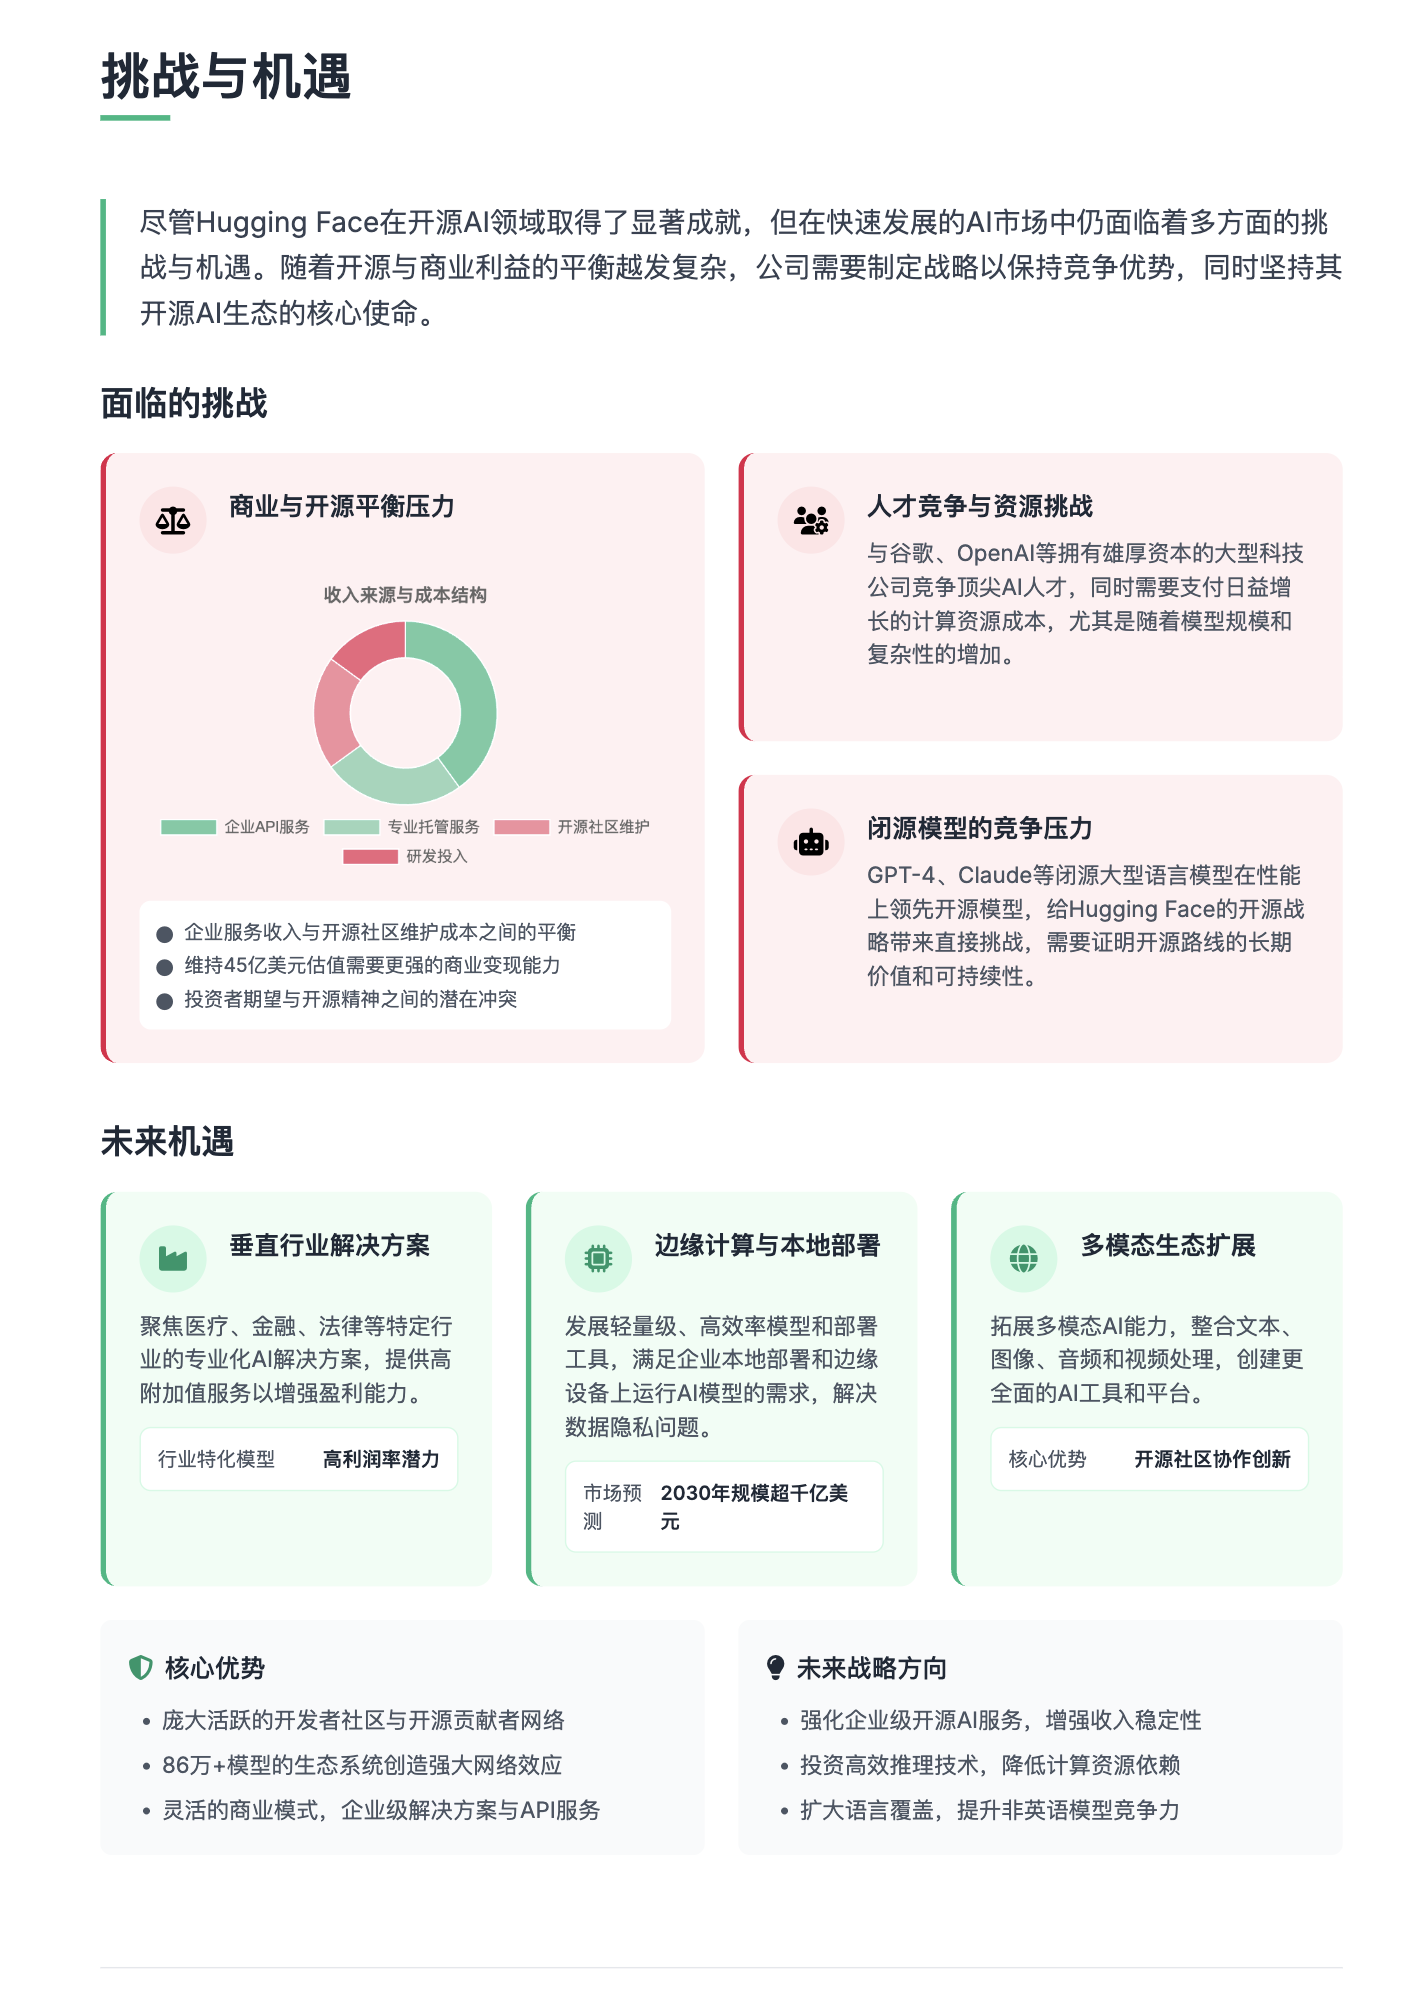 挑战与机遇
尽管Hugging Face在开源AI领域取得了显著成就，但在快速发展的AI市场中仍面临着多方面的挑
战与机遇。随着开源与商业利益的平衡越发复杂，公司需要制定战略以保持竞争优势，同时坚持其
开源AI生态的核心使命。
面临的挑战
商业与开源平衡压力
收入来源与成本结构
企业API服务
专业托管服务
开源社区维护
研发投入
企业服务收入与开源社区维护成本之间的平衡
维持45亿美元估值需要更强的商业变现能力
投资者期望与开源精神之间的潜在冲突
人才竞争与资源挑战
与谷歌、OpenAI等拥有雄厚资本的大型科技
公司竞争顶尖AI人才，同时需要支付日益增
长的计算资源成本，尤其是随着模型规模和
复杂性的增加。
闭源模型的竞争压力
GPT-4、Claude等闭源大型语言模型在性能
上领先开源模型，给Hugging Face的开源战
略带来直接挑战，需要证明开源路线的长期
价值和可持续性。
未来机遇
垂直行业解决方案
聚焦医疗、金融、法律等特定行
业的专业化AI解决方案，提供高
附加值服务以增强盈利能力。
行业特化模型
高利润率潜力
边缘计算与本地部署
发展轻量级、高效率模型和部署
工具，满足企业本地部署和边缘
设备上运行AI模型的需求，解决
数据隐私问题。
市场预
测
2030年规模超千亿美
元
多模态生态扩展
拓展多模态AI能力，整合文本、
图像、音频和视频处理，创建更
全面的AI工具和平台。
核心优势
开源社区协作创新
核心优势
• 庞大活跃的开发者社区与开源贡献者网络
• 86万+模型的生态系统创造强大网络效应
• 灵活的商业模式，企业级解决方案与API服务
未来战略方向
• 强化企业级开源AI服务，增强收入稳定性
• 投资高效推理技术，降低计算资源依赖
• 扩大语言覆盖，提升非英语模型竞争力